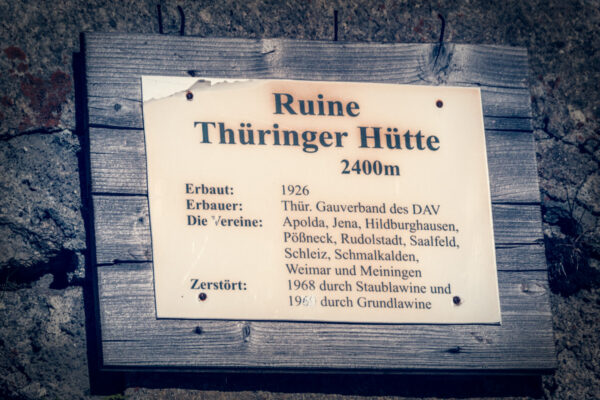 Ruine
Thüringer Hütte
2400m
Erbaut: 1926
Erbauer: Thür. Gauverband des DAV
Die Vereine: Apolda, Jena, Hildburghausen,
Pößneck, Rudolstadt, Saalfeld,
Schleiz, Schmalkalden,
Weimar und Meiningen
Zerstört: 1968 durch Staublawine und
durch Grundlawine